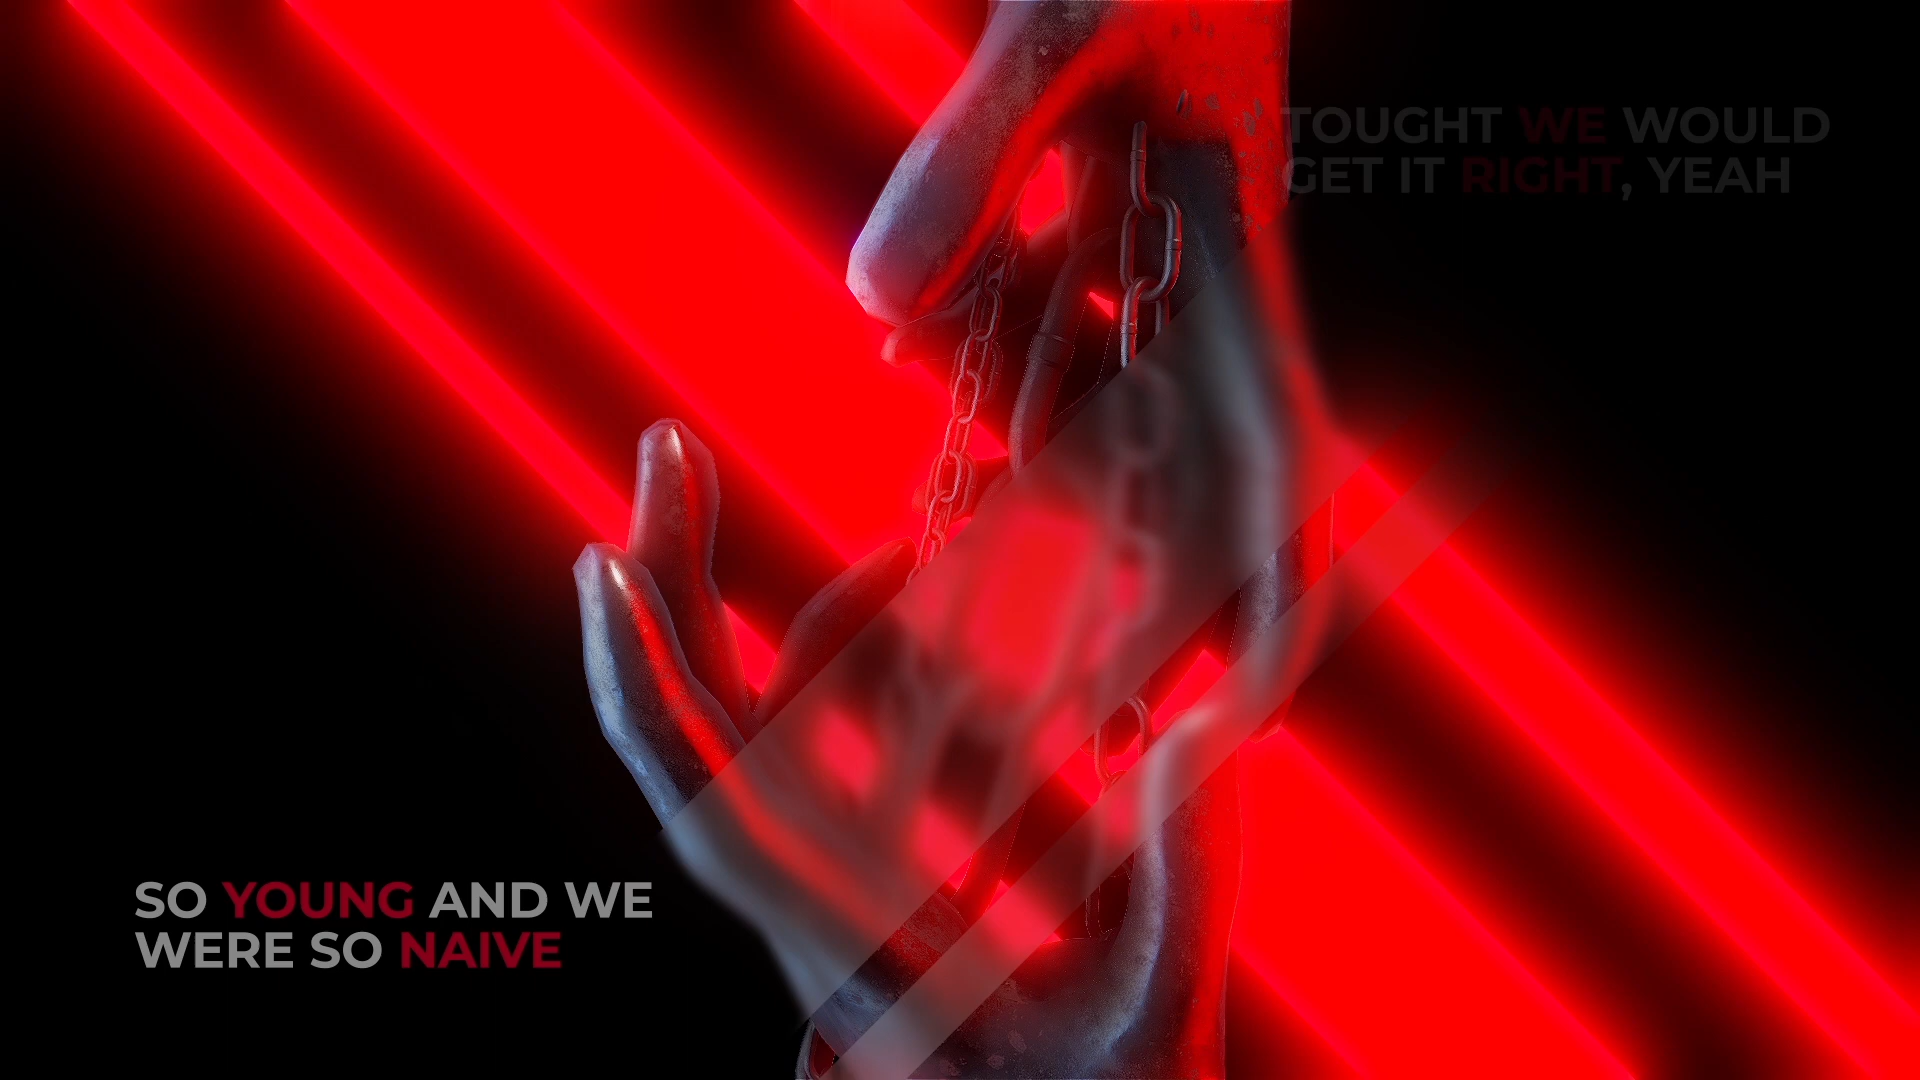 TOUGHT WE WOULD
GET IT RIGHT, YEAH
SO YOUNG AND WE
WERE SO NAIVE